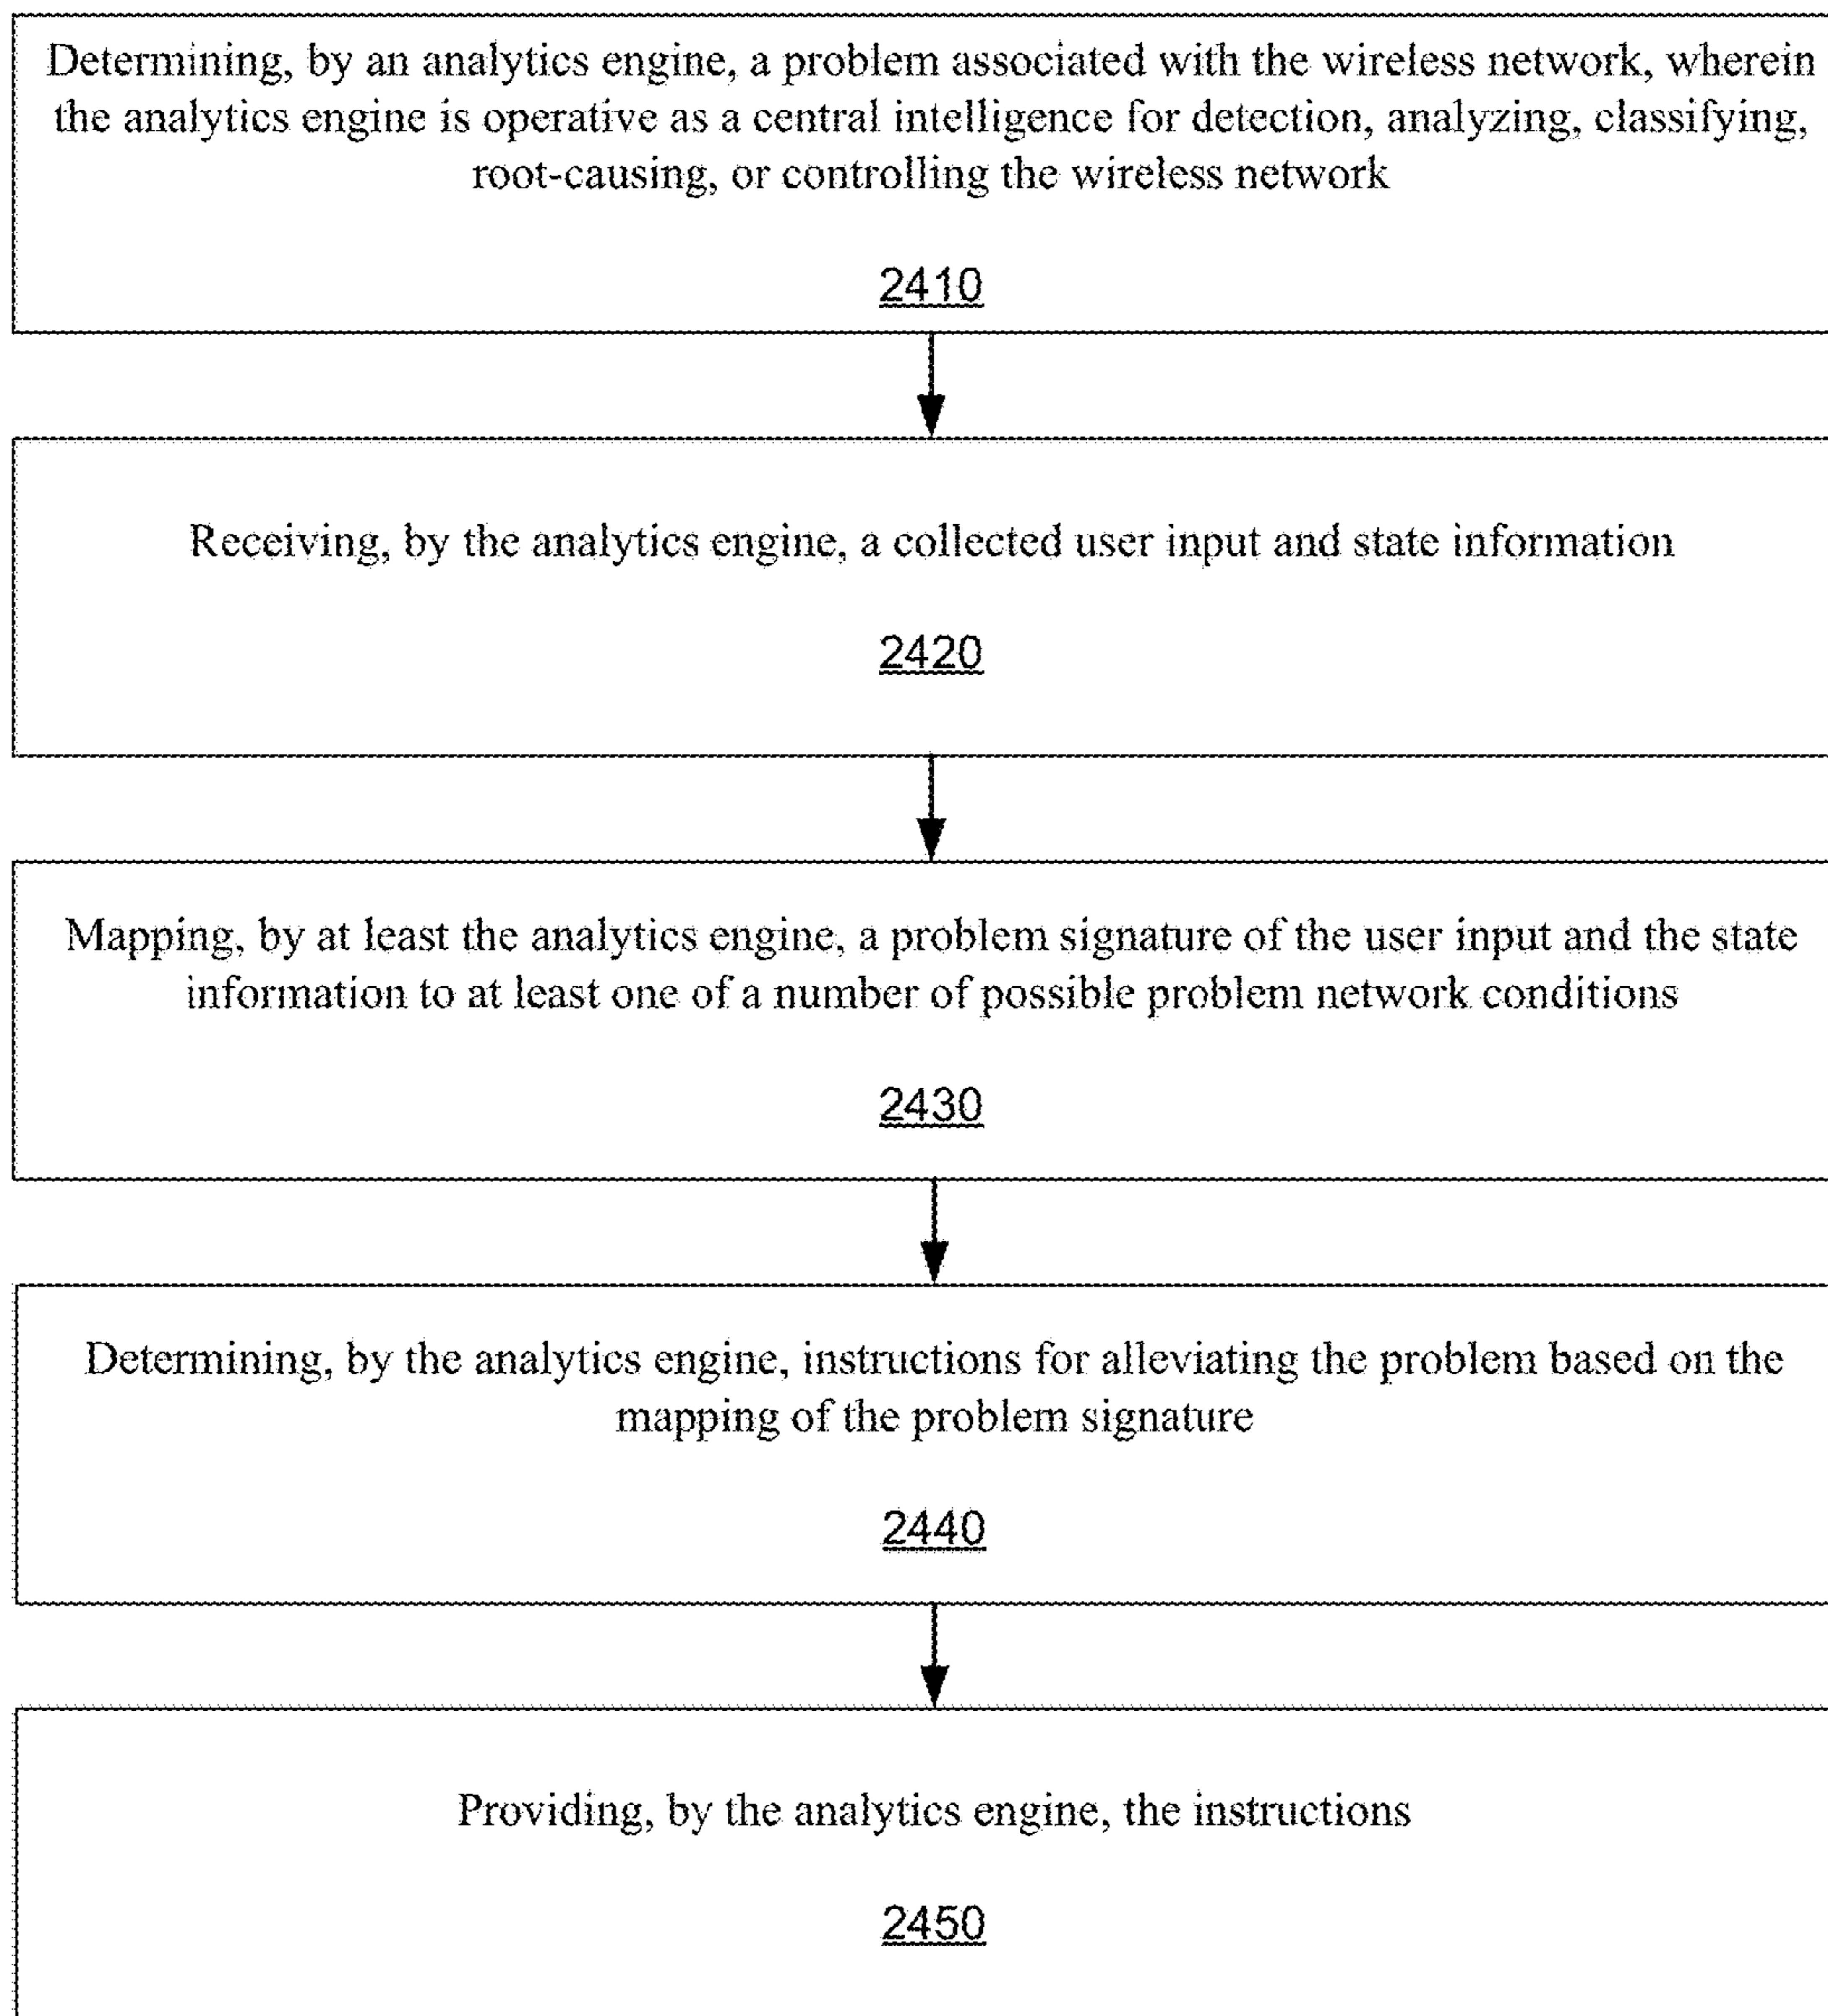 Determining, by an analytics engine, a problem associated with the wireless network, wherein
the analytics engine is operative as a central intelligence for detection, analyzing, classifying,
root-causing, or controlling the wireless network
2410
Receiving, by the analytics engine, a collected user input and state information
2420
Mapping, by at least the analytics engine, a problem signature of the user input and the state
information to at least one of a number of possible problem network conditions
2430
Determining, by the analytics engine, instructions for alleviating the problem based on the
mapping of the problem signature
2440
Providing, by the analytics engine, the instructions
2450